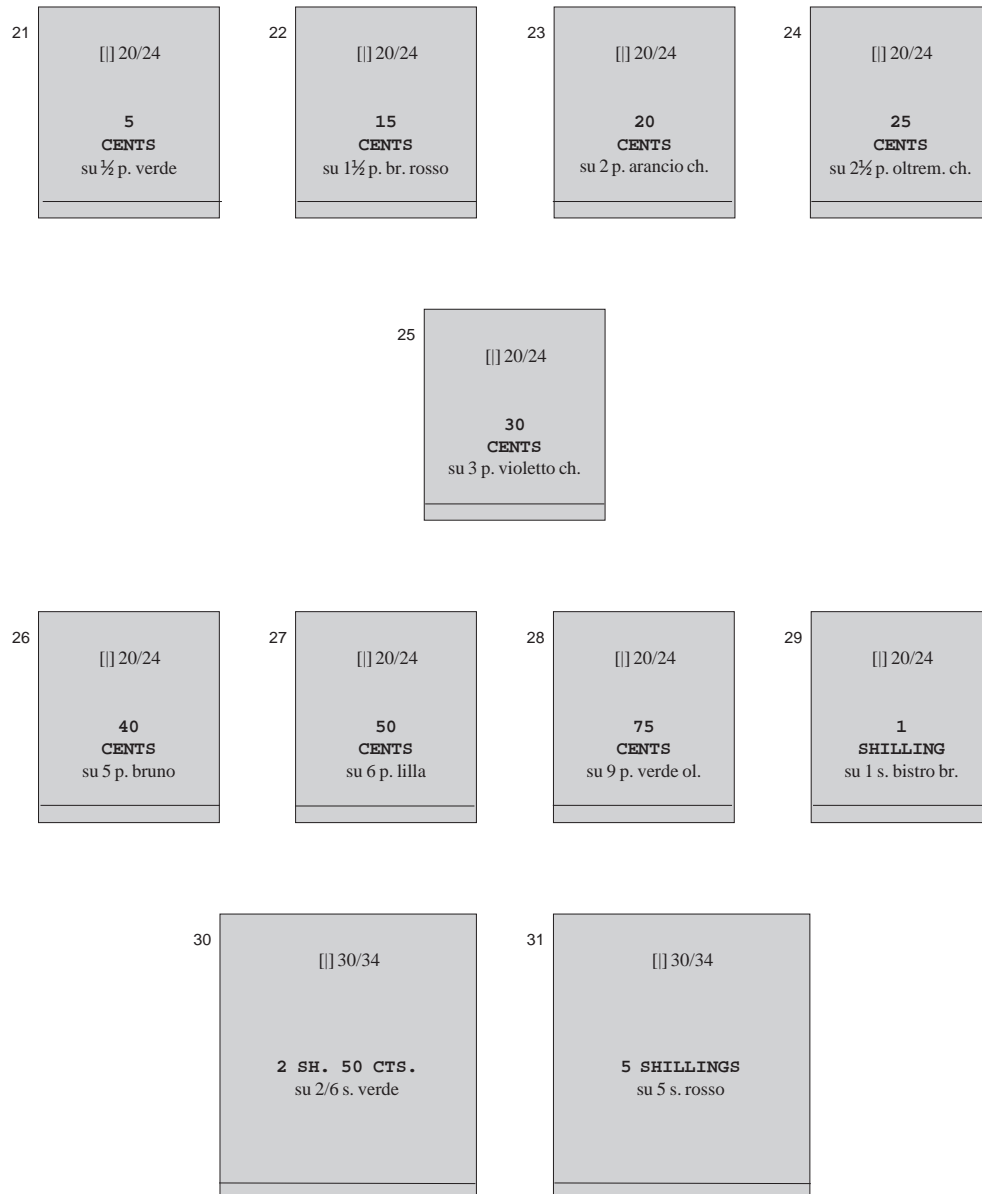 21
[|] 20/24
5
CENTS
su ½ p. verde
22
[|] 20/24
15
CENTS
su 1½ p. br. rosso
23
[|] 20/24
20
CENTS
su 2 p. arancio ch.
24
[|] 20/24
25
CENTS
su 2½ p. oltrem. ch.
25
[|] 20/24
30
CENTS
su 3 p. violetto ch.
26
[|] 20/24
40
CENTS
su 5 p. bruno
27
[|] 20/24
50
CENTS
su 6 p. lilla
28
[|] 20/24
75
CENTS
su 9 p. verde ol.
29
[|] 20/24
1
SHILLING
su 1 s. bistro br.
30
[|] 30/34
2 SH. 50 CTS.
su 2/6 s. verde
31
[|] 30/34
5 SHILLINGS
su 5 s. rosso